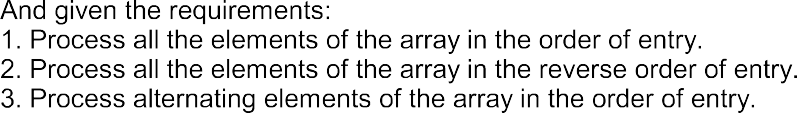 And given the requirements:
1. Process all the elements of the array in the order of entry.
2. Process all the elements of the array in the reverse order of entry.
3. Process alternating elements of the array in the order of entry.